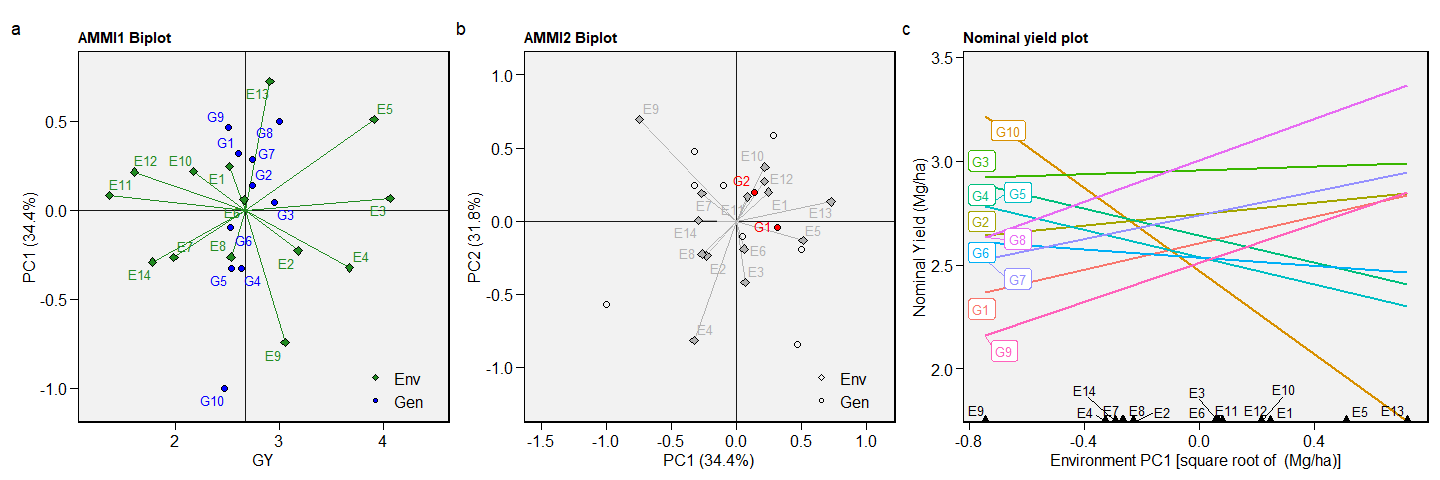 a
AMMI1 Biplot
PC1 (34.4%)
0.5
0.0
-0.5
-1.0
E13
E5
G9
G8
G1
G7
E12
E10
G2
E1
E11
E6
G3
E3
G6
E7
E8
E2
E4
E14
G5
G4
E9
G10
Env
Gen
2
3
4
GY
b
AMMI2 Biplot
PC2 (31.8%)
1.0
0.5
0.0
-0.5
-1.0
E9
E10
G2
E12
E7
E11
E1
E13
E14
G1
E5
E8
E6
E2
E3
E4
Env
Gen
-1.5
-1.0
-0.5
0.0
0.5
1.0
PC1 (34.4%)
c
Nominal yield plot
Nominal Yield (Mg/ha)
3.5
3.0
2.5
2.0
G10
G3
G4
G5
G2
G8
G6
G7
G1
G9
E14
E3
E10
E9
E4
E7
E8
E2
E6
E11
E12
E1
E5
E13
-0.8
-0.4
0.0
0.4
Environment PC1 [square root of (Mg/ha)]